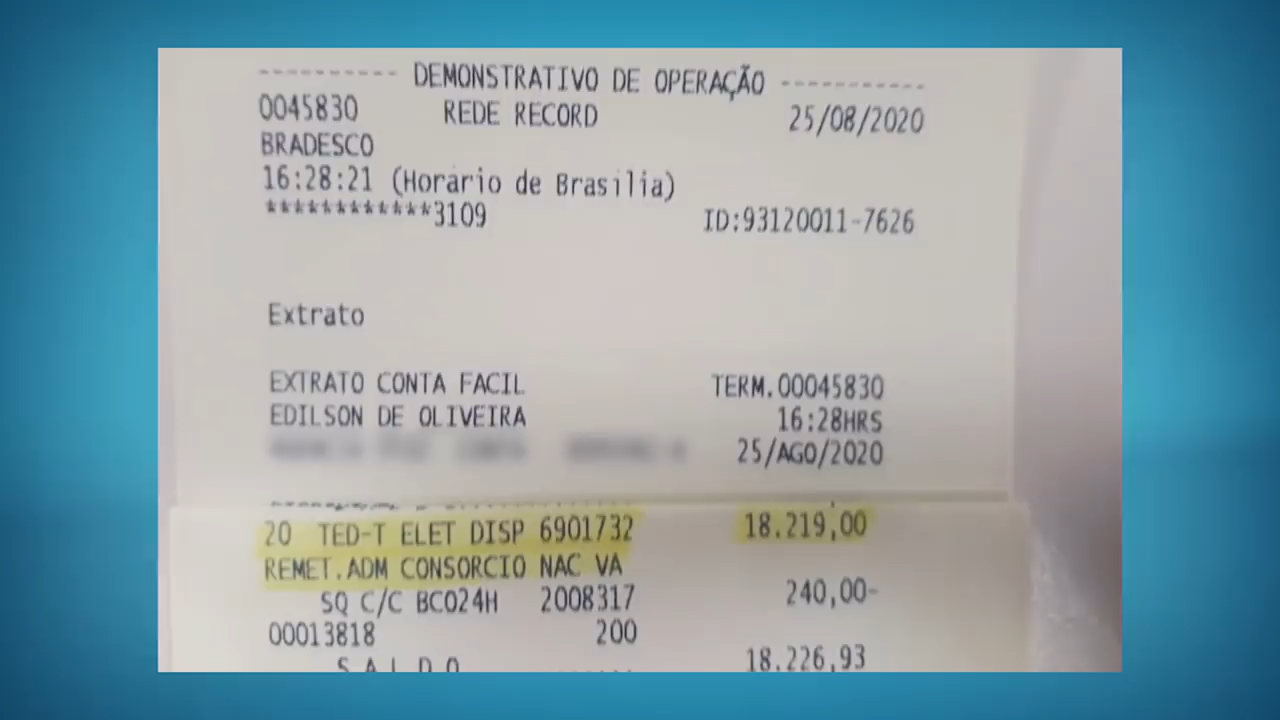 ---------- DEMONSTRATIVO DE OPERAÇÃO ----------
0045830 REDE RECORD 25/08/2020
BRADESCO
16:28:21 (Horario de Brasilia)
************3109 ID:93120011-7626
Extrato
EXTRATO CONTA FACIL TERM.00045830
EDILSON DE OLIVEIRA 16:28HRS
25/AGO/2020
20 TED-T ELET DISP 6901732 18.219,00
REMET.ADM CONSORCIO NAC VA
SQ C/C BCO24H 2008317 240,00-
00013818 200
S A L D O 18.226,93